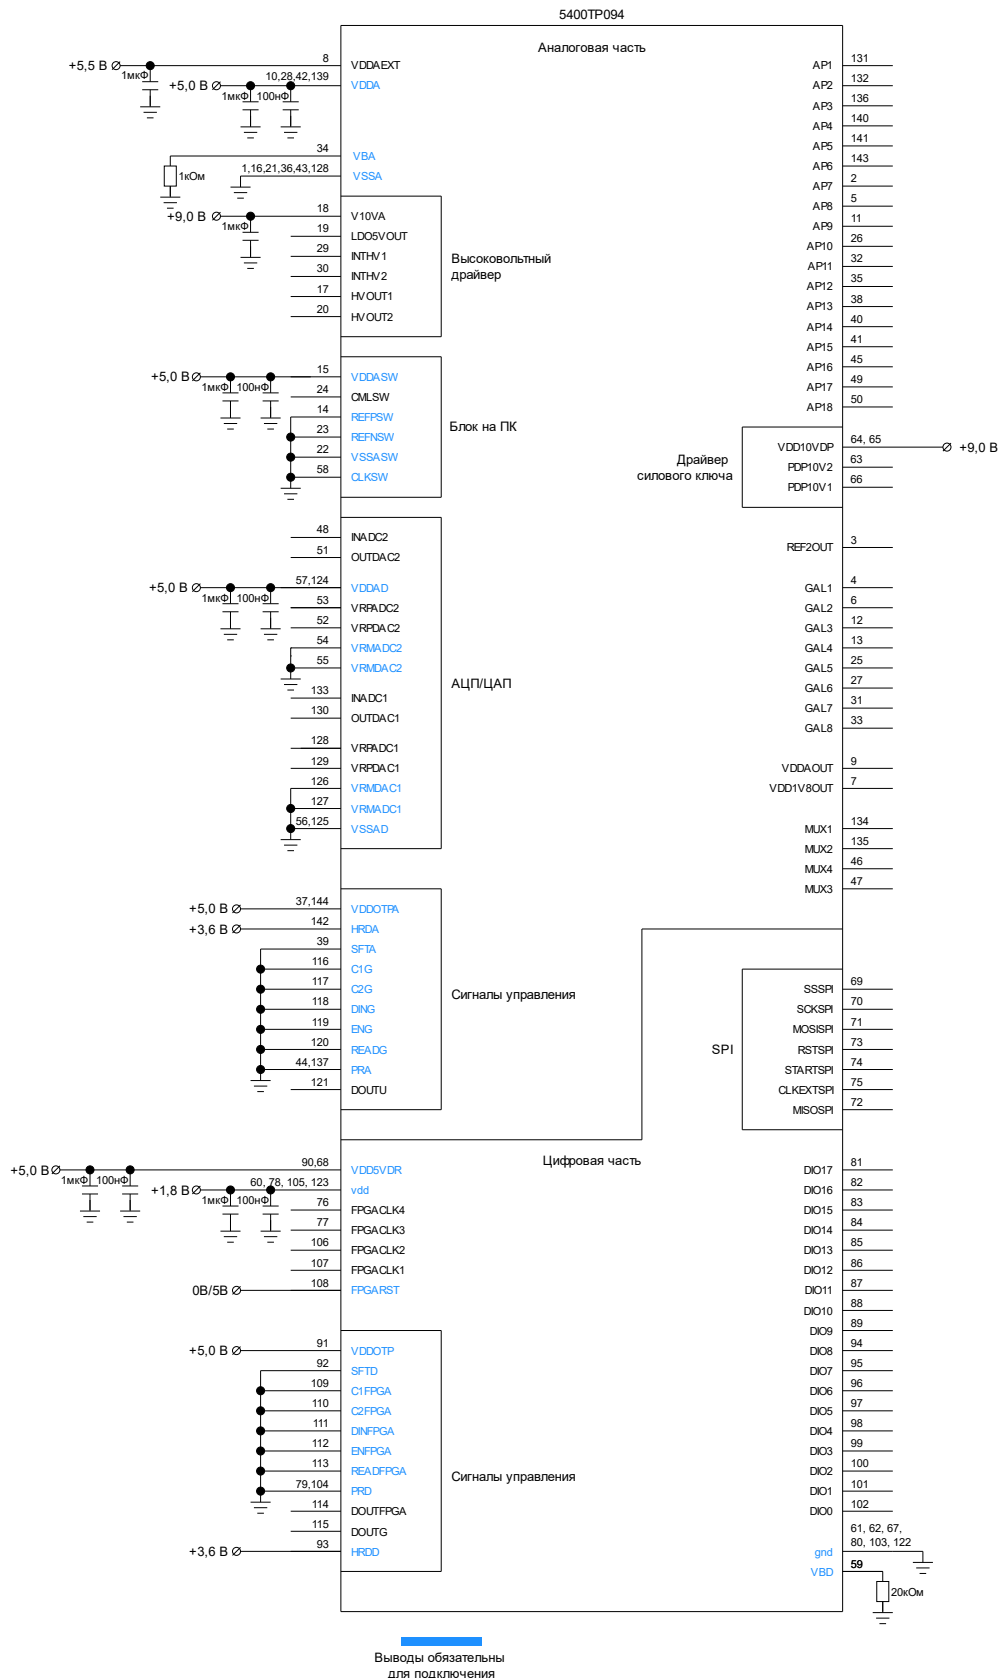 5400ТР094
Аналоговая часть
+5,5 В
1мкФ
8
VDDAEXT
+5,0 В
1мкФ
100нФ
10,28,42,139
VDDA
34
VBA
1кОм
1,16,21,36,43,128
VSSA
+9,0 В
1мкФ
18
V10VA
19
LDO5VOUT
29
INTHV1
30
INTHV2
17
HVOUT1
20
HVOUT2
Высоковольтный
драйвер
+5,0 В
1мкФ
100нФ
15
VDDASW
24
CMLSW
14
REFPSW
23
REFNSW
22
VSSASW
58
CLKSW
Блок на ПК
48
INADC2
51
OUTDAC2
+5,0 В
1мкФ
100нФ
57,124
VDDAD
53
VRPADC2
52
VRPDAC2
54
VRMADC2
55
VRMDAC2
133
INADC1
130
OUTDAC1
128
VRPADC1
129
VRPDAC1
126
VRMDAC1
127
VRMADC1
56,125
VSSAD
АЦП/ЦАП
+5,0 В
37,144
VDDOTPA
+3,6 В
142
HRDA
39
SFTA
116
C1G
117
C2G
118
DING
119
ENG
120
READG
44,137
PRA
121
DOUTU
Сигналы управления
AP1
131
AP2
132
AP3
136
AP4
140
AP5
141
AP6
143
AP7
2
AP8
5
AP9
11
AP10
26
AP11
32
AP12
35
AP13
38
AP14
40
AP15
41
AP16
45
AP17
49
AP18
50
Драйвер
силового ключа
VDD10VDP
64, 65
+9,0 В
PDP10V2
63
PDP10V1
66
REF2OUT
3
GAL1
4
GAL2
6
GAL3
12
GAL4
13
GAL5
25
GAL6
27
GAL7
31
GAL8
33
VDDAOUT
9
VDD1V8OUT
7
MUX1
134
MUX2
135
MUX4
46
MUX3
47
SPI
SSSPI
69
SCKSPI
70
MOSISPI
71
RSTSPI
73
STARTSPI
74
CLKEXTSPI
75
MISOSPI
72
Цифровая часть
+5,0 В
1мкФ
100нФ
90,68
VDD5VDR
+1,8 В
1мкФ
100нФ
60, 78, 105, 123
vdd
76
FPGACLK4
77
FPGACLK3
106
FPGACLK2
107
FPGACLK1
0В/5В
108
FPGARST
+5,0 В
91
VDDOTP
92
SFTD
109
C1FPGA
110
C2FPGA
111
DINFPGA
112
ENFPGA
113
READFPGA
79,104
PRD
114
DOUTFPGA
115
DOUTG
+3,6 В
93
HRDD
Сигналы управления
DIO17
81
DIO16
82
DIO15
83
DIO14
84
DIO13
85
DIO12
86
DIO11
87
DIO10
88
DIO9
89
DIO8
94
DIO7
95
DIO6
96
DIO5
97
DIO4
98
DIO3
99
DIO2
100
DIO1
101
DIO0
102
61, 62, 67,
80, 103, 122
gnd
VBD
59
20кОм
Выводы обязательны
для подключения